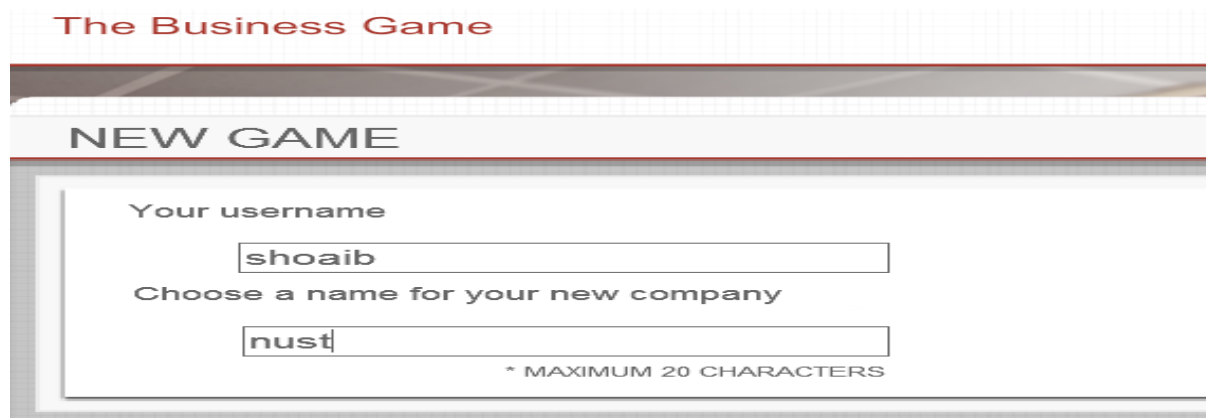 The Business Game
NEW GAME
Your username
shoaib
Choose a name for your new company
nust
* MAXIMUM 20 CHARACTERS